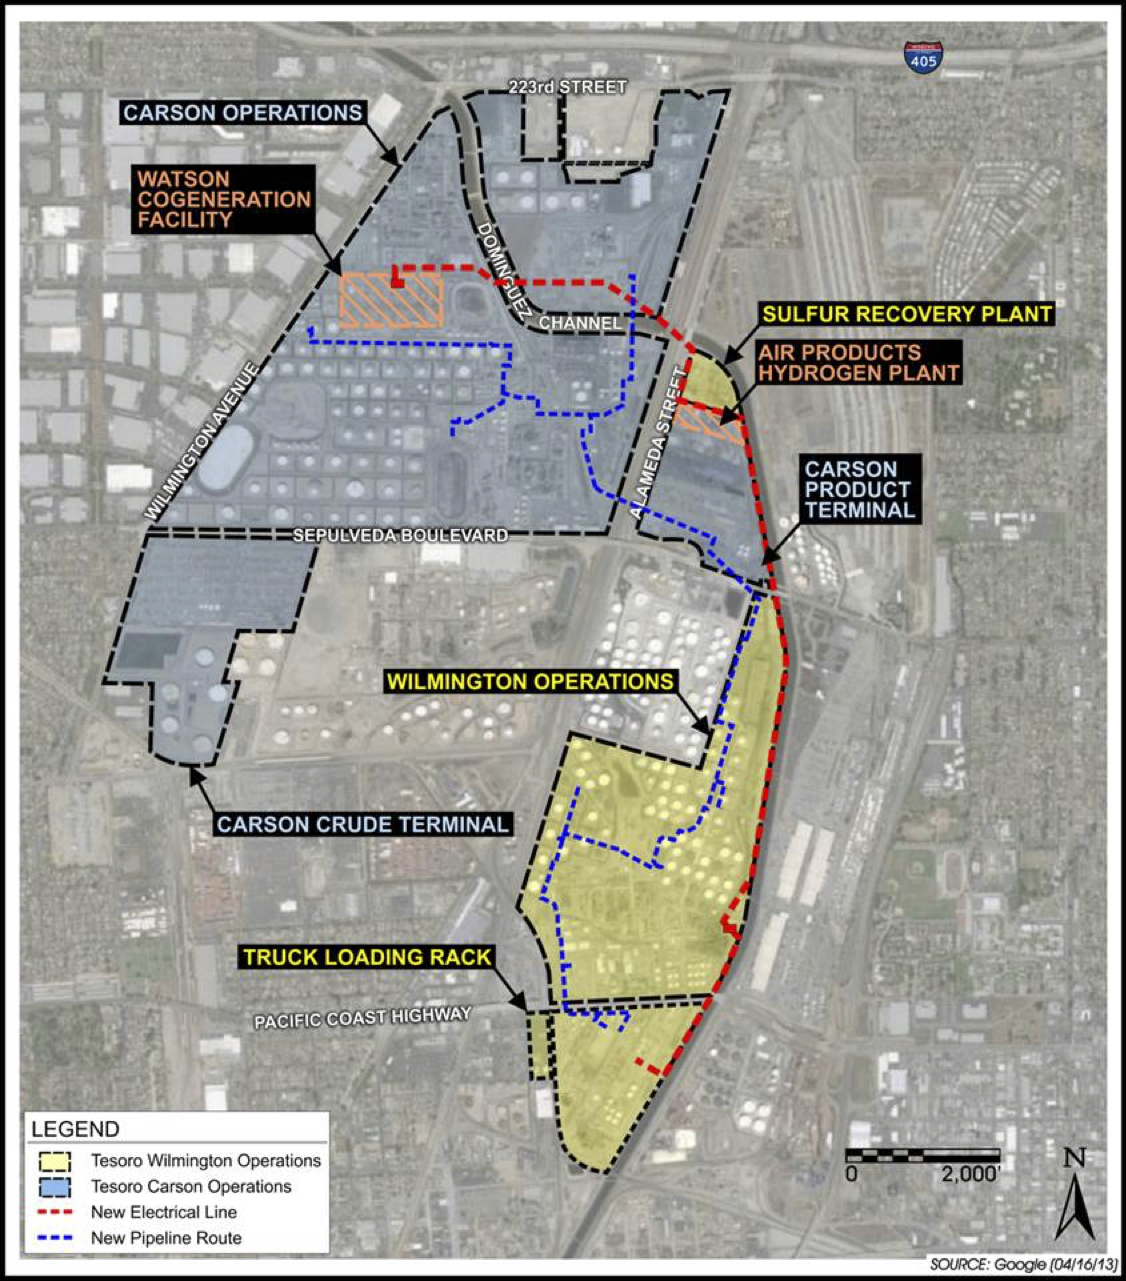 INTERSTATE
405
223rd STREET
CARSON OPERATIONS
WATSON
COGENERATION
FACILITY
DOMINGUEZ
CHANNEL
SULFUR RECOVERY PLANT
AIR PRODUCTS
HYDROGEN PLANT
WILMINGTON AVENUE
ALAMEDA STREET
CARSON
PRODUCT
TERMINAL
SEPULVEDA BOULEVARD
WILMINGTON OPERATIONS
CARSON CRUDE TERMINAL
TRUCK LOADING RACK
PACIFIC COAST HIGHWAY
LEGEND
Tesoro Wilmington Operations
Tesoro Carson Operations
New Electrical Line
New Pipeline Route
0 2,000'
N
SOURCE: Google (04/16/13)